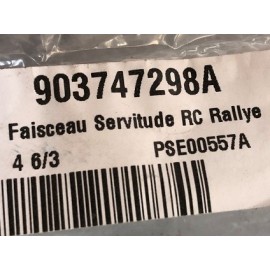 903747298A
Faisceau Servitude RC Rallye
4 6/3 PSE00557A